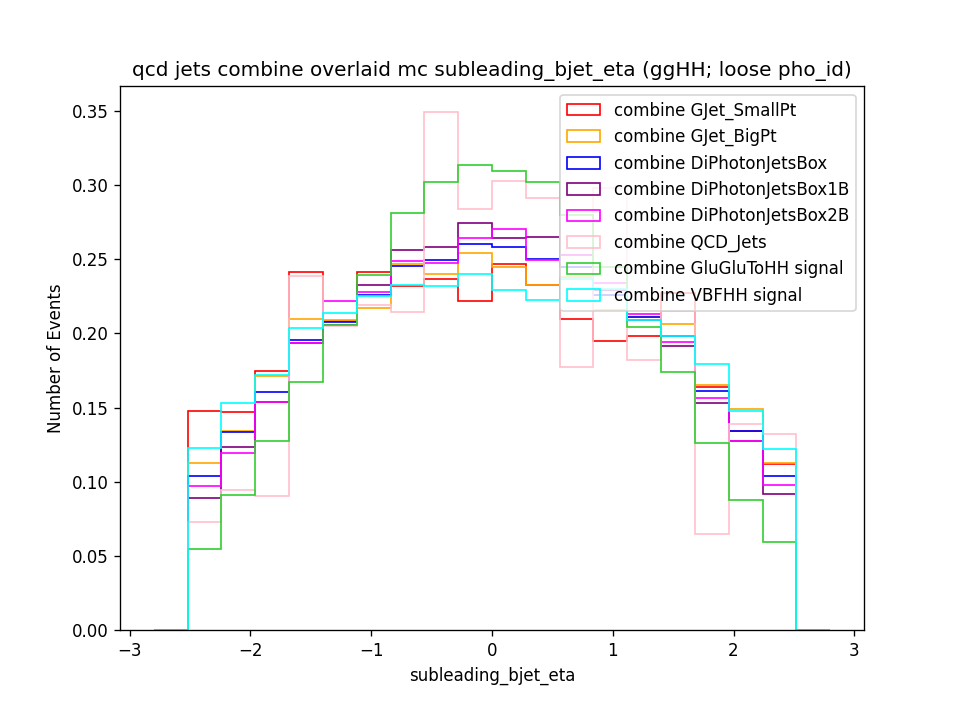 qcd jets combine overlaid mc subleading_bjet_eta (ggHH; loose pho_id)
combine GJet_SmallPt
combine GJet_BigPt
combine DiPhotonJetsBox
combine DiPhotonJetsBox1B
combine DiPhotonJetsBox2B
combine QCD_Jets
combine GluGluToHH signal
combine VBFHH signal
0.35
0.30
0.25
0.20
0.15
0.10
0.05
0.00
Number of Events
−3 −2 −1 0 1 2 3
subleading_bjet_eta